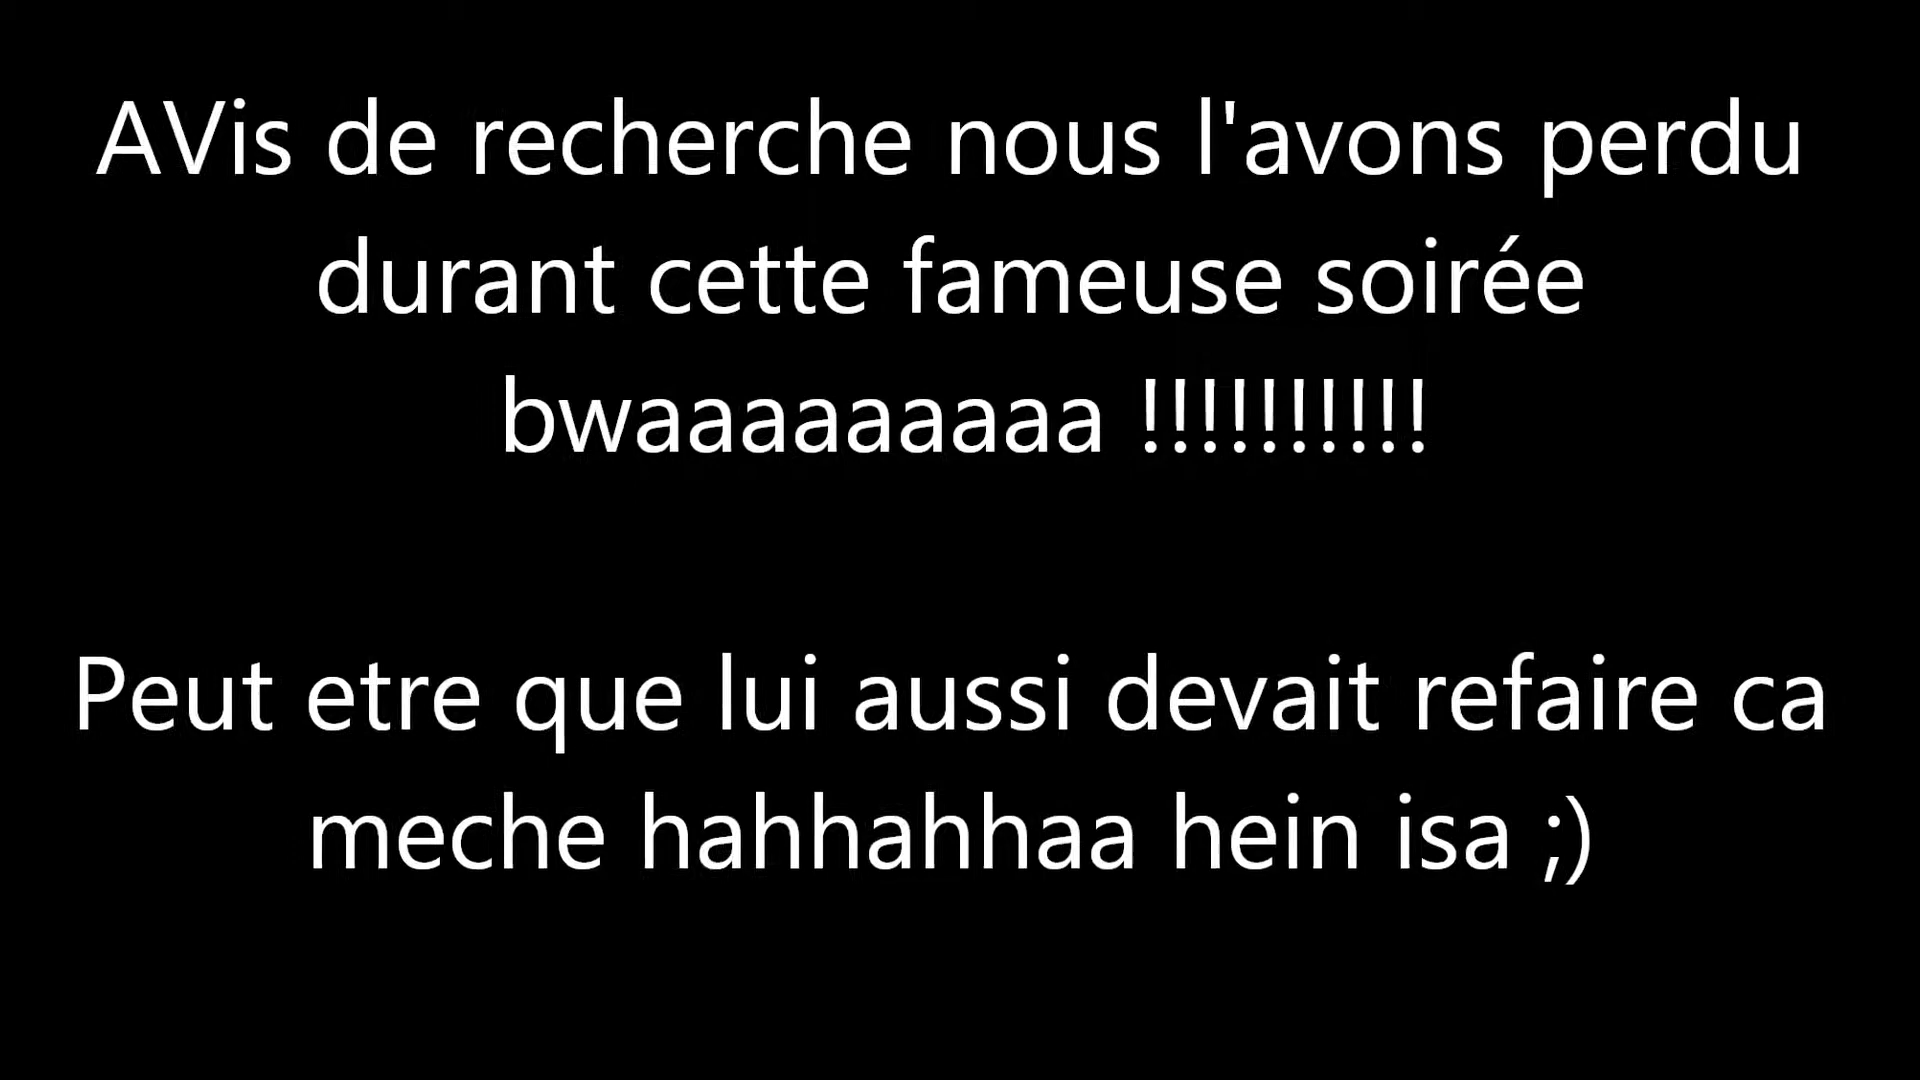 AVis de recherche nous l'avons perdu
durant cette fameuse soirée
bwaaaaaaaaa !!!!!!!!!!
Peut etre que lui aussi devait refaire ca
meche hahhahhaa hein isa ;)